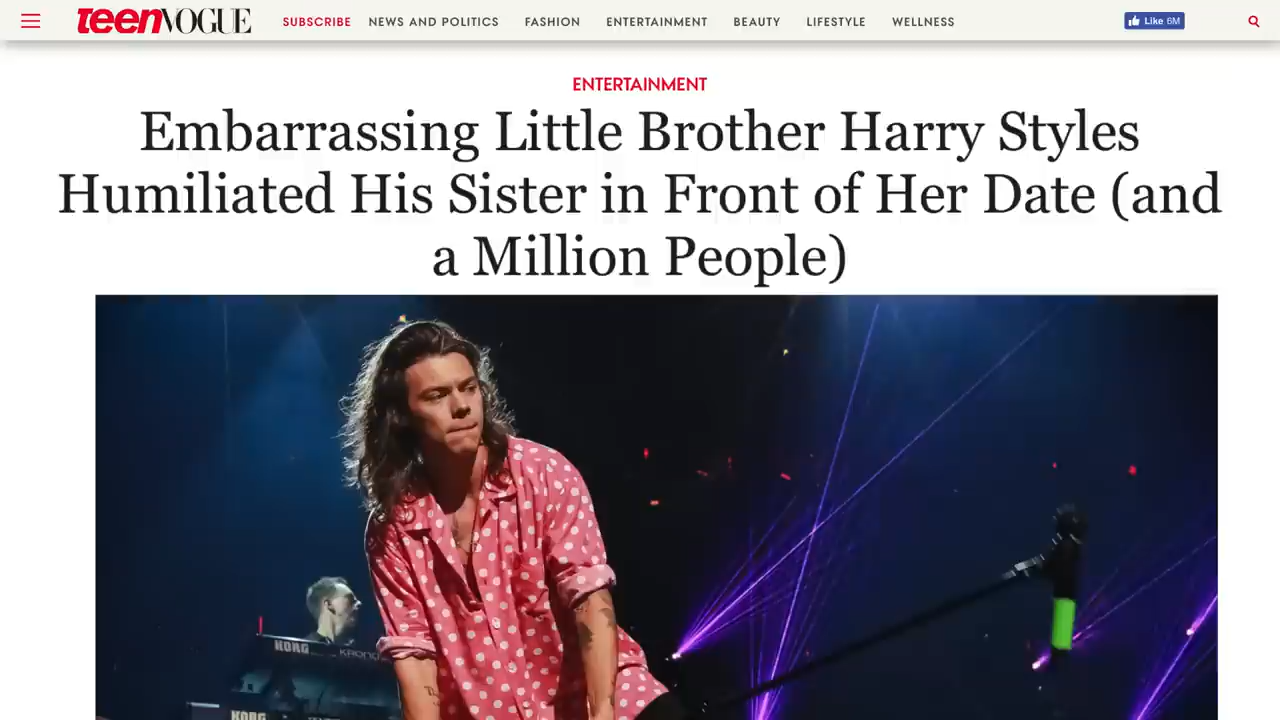 teenVOGUE SUBSCRIBE NEWS AND POLITICS FASHION ENTERTAINMENT BEAUTY LIFESTYLE WELLNESS Like 6M
ENTERTAINMENT
Embarrassing Little Brother Harry Styles
Humiliated His Sister in Front of Her Date (and
a Million People)
KORG KRONOS
KORG